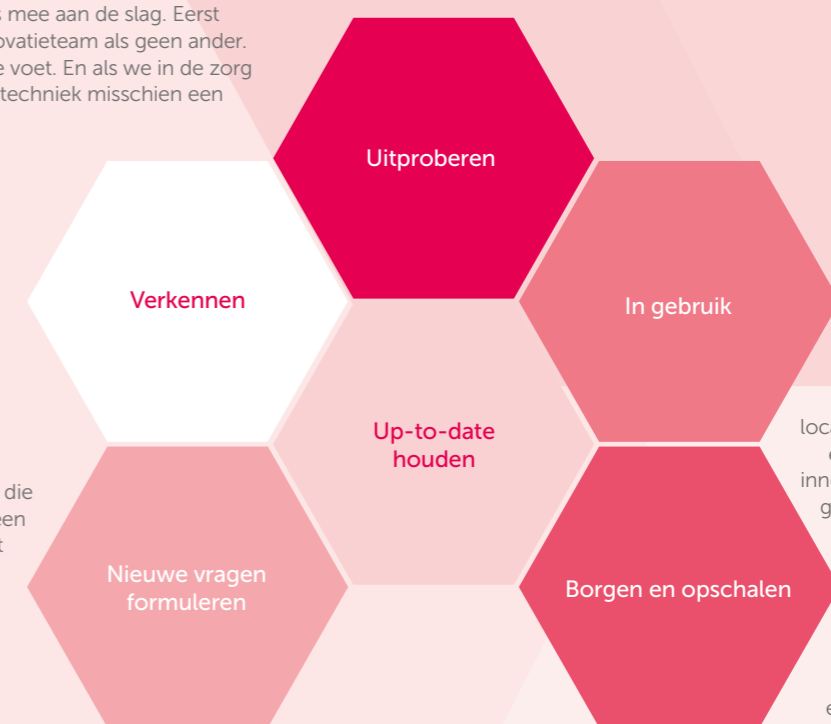 mee aan de slag. Eerst
als geen ander.
voet. En als we in de zorg
techniek misschien een
Uitproberen
Verkennen
In gebruik
Up-to-date
houden
die
Nieuwe vragen
formuleren
Borgen en opschalen